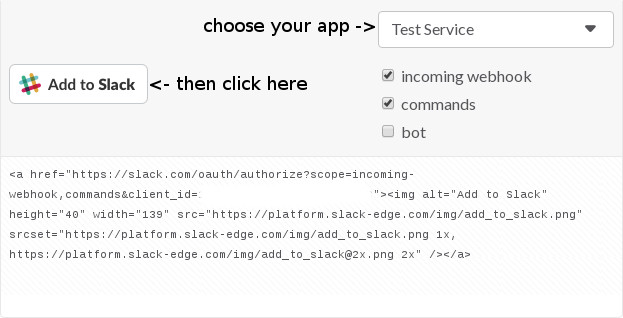 choose your app -> Test Service
Add to Slack <- then click here
incoming webhook
commands
bot
<a href="https://slack.com/oauth/authorize?scope=incoming-
webhook,commands&client_id= "><img alt="Add to Slack"
height="40" width="139" src="https://platform.slack-edge.com/img/add_to_slack.png"
srcset="https://platform.slack-edge.com/img/add_to_slack.png 1x,
https://platform.slack-edge.com/img/add_to_slack@2x.png 2x" /></a>